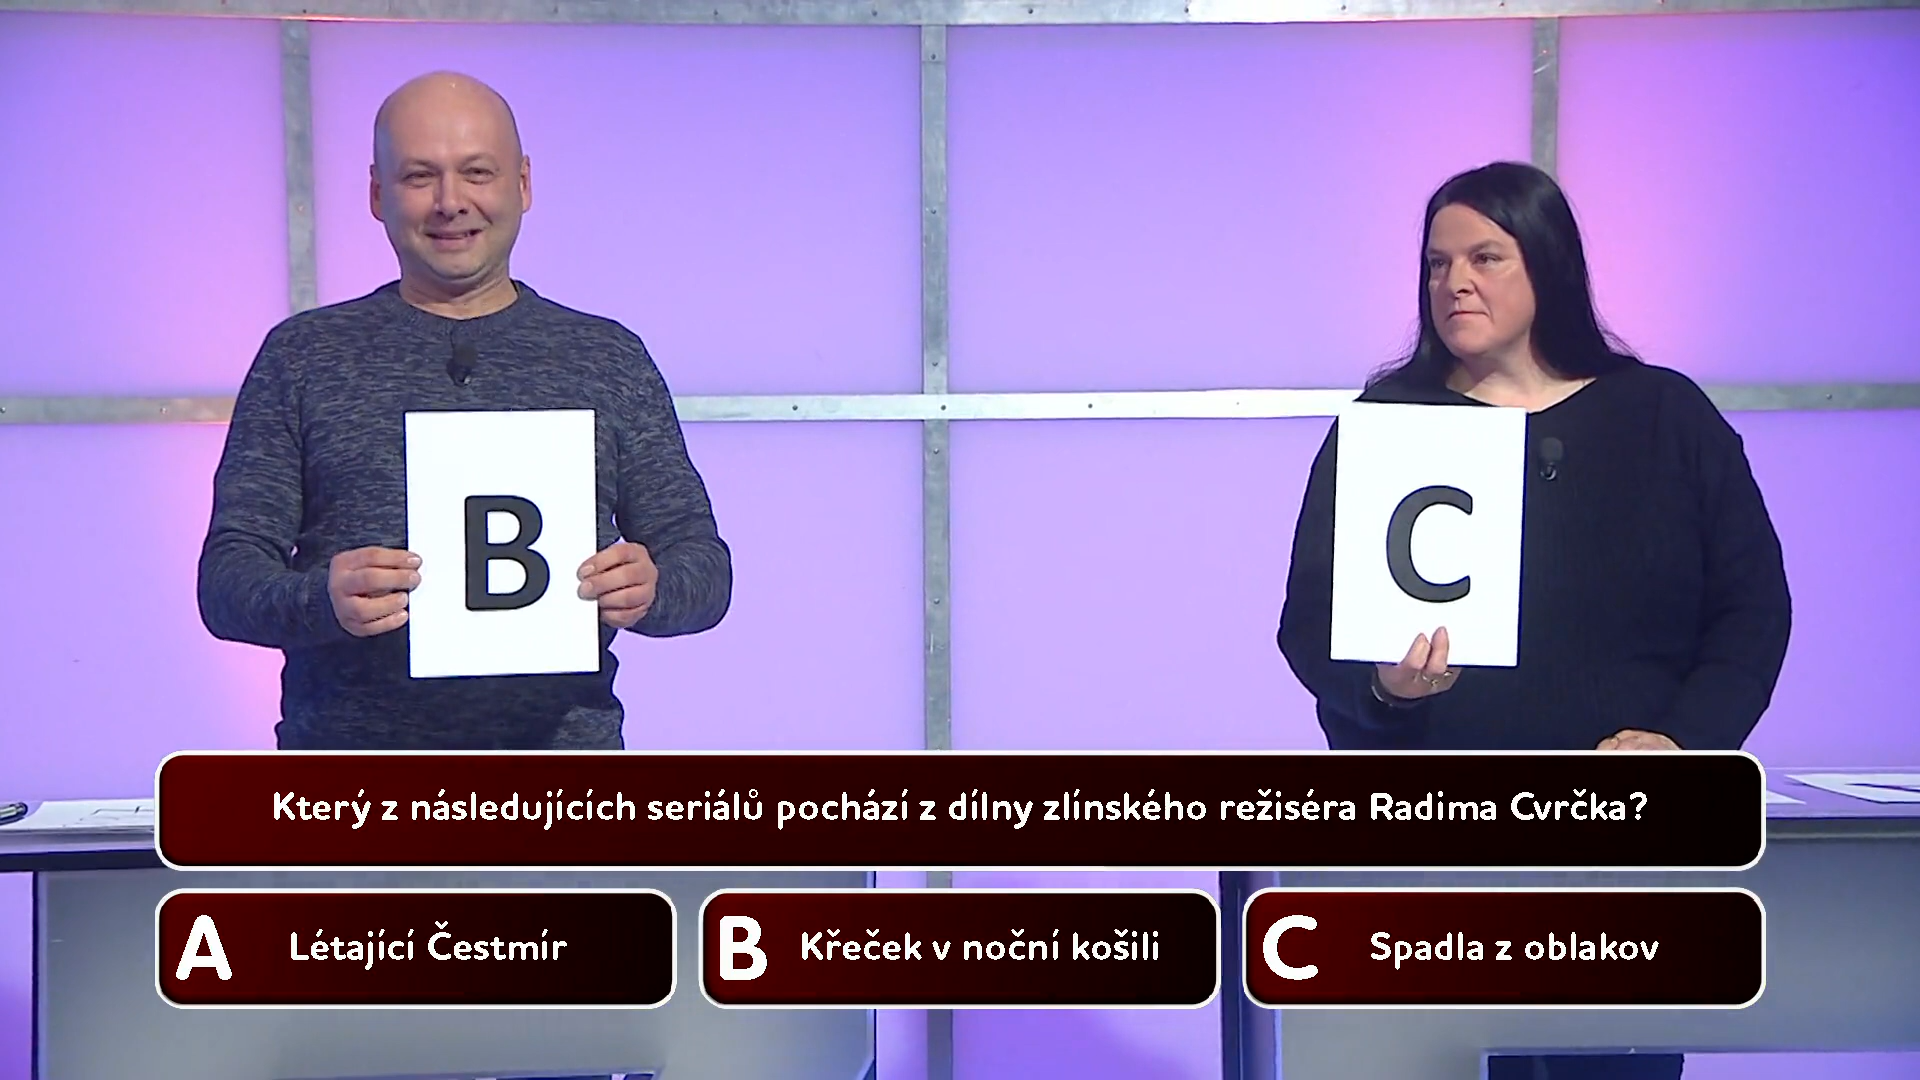 B
C
Který z následujících seriálů pochází z dílny zlínského režiséra Radima Cvrčka?
A Létající Čestmír
B Křeček v noční košili
C Spadla z oblakov